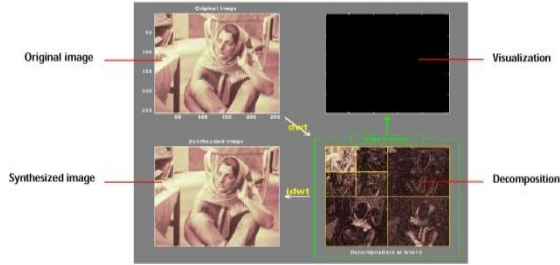 Original Image
Original image
Visualization
50
100
150
200
50 100 150 200 250
dwt
Synthesized Image
Synthesized image
idwt
Decomposition
Decomposition at level 2